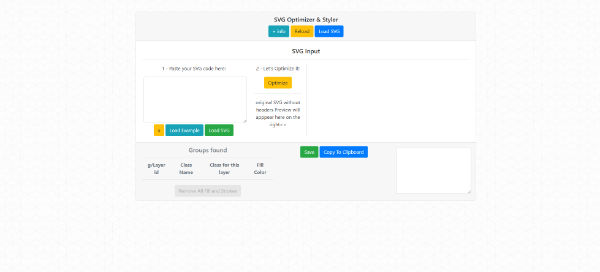 SVG Optimizer & Styler
+ Info Reload Load SVG
SVG Input
1 - Paste your SVG code here:
2 - Let's Optimize it!
Optimize
original SVG without
headers Preview will
apppear here on the
right > >
x Load Example Load SVG
Groups found
g/Layer Id
Class Name
Class for this layer
Fill Color
Remove All Fill and Strokes
Save Copy To Clipboard